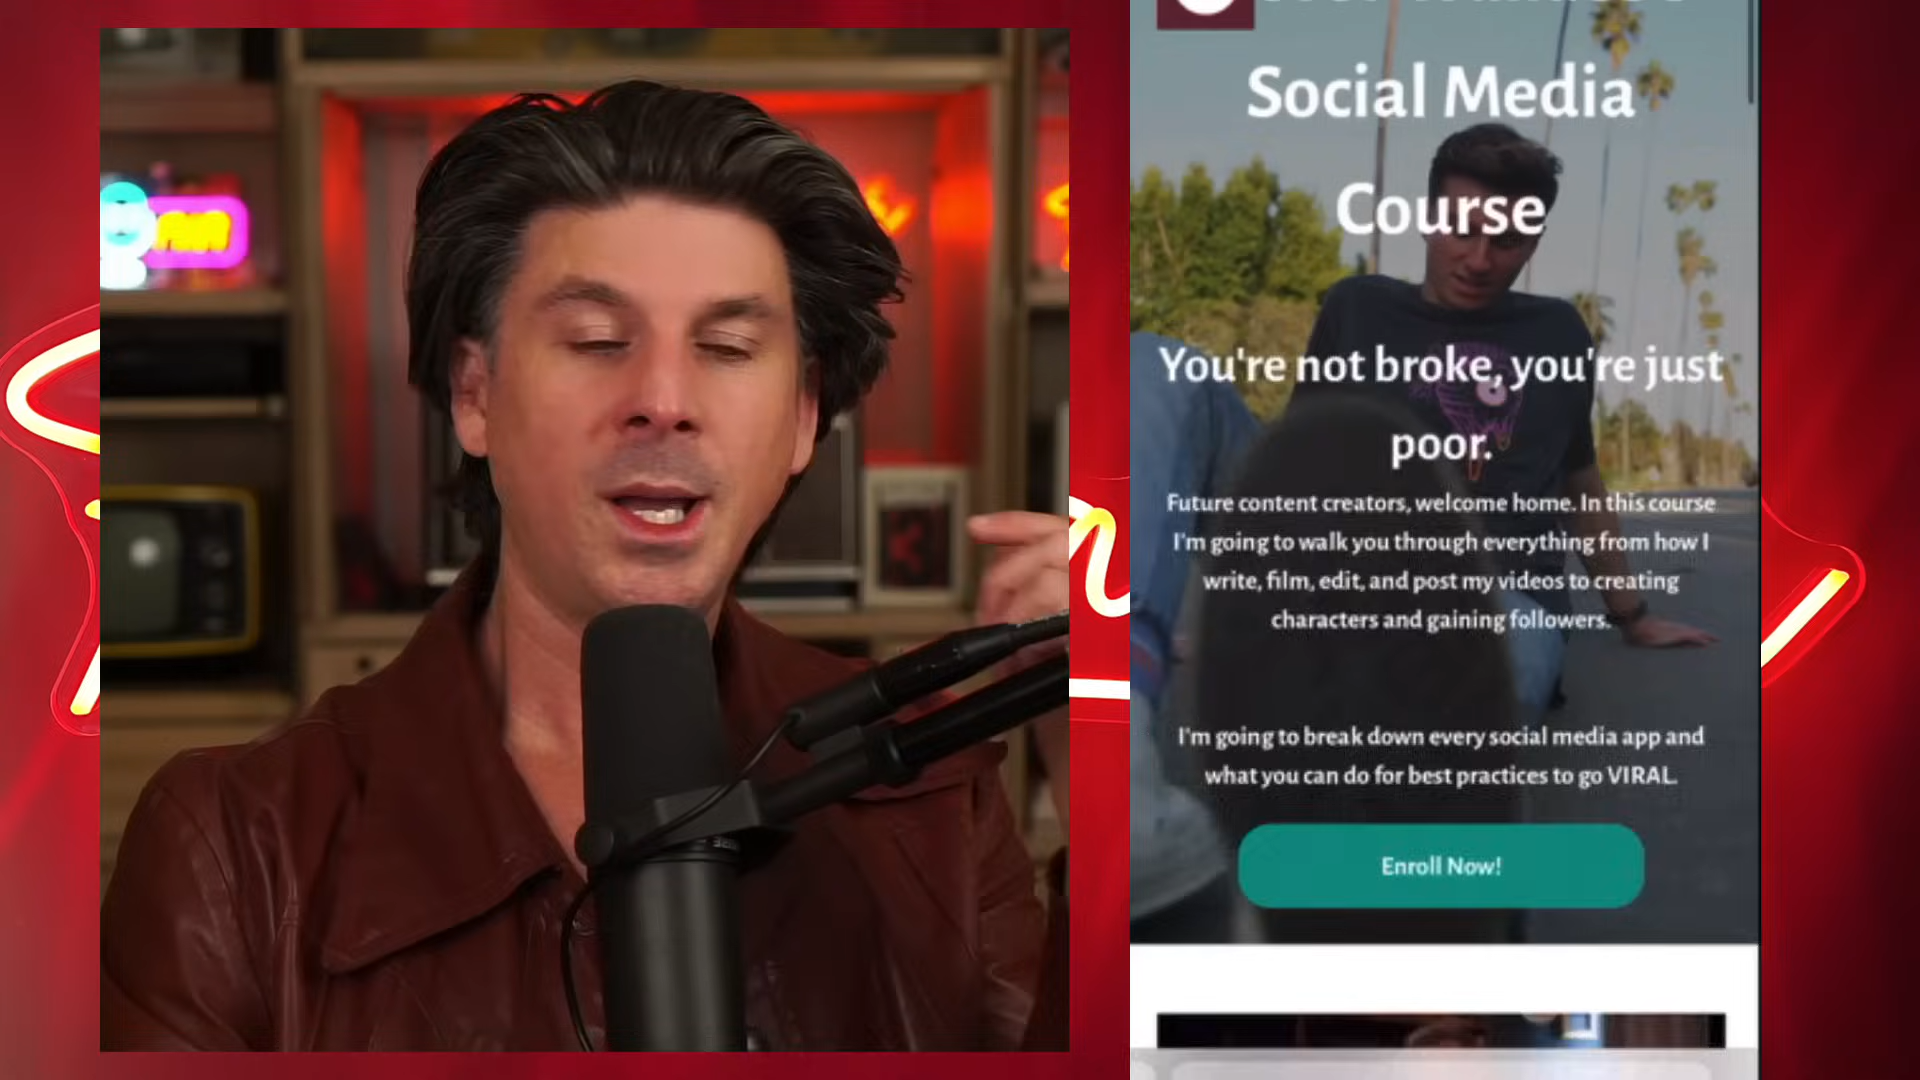 Social Media
Course
You're not broke, you're just
poor.
Future content creators, welcome home. In this course
I'm going to walk you through everything from how I
write, film, edit, and post my videos to creating
characters and gaining followers.
I'm going to break down every social media app and
what you can do for best practices to go VIRAL.
Enroll Now!